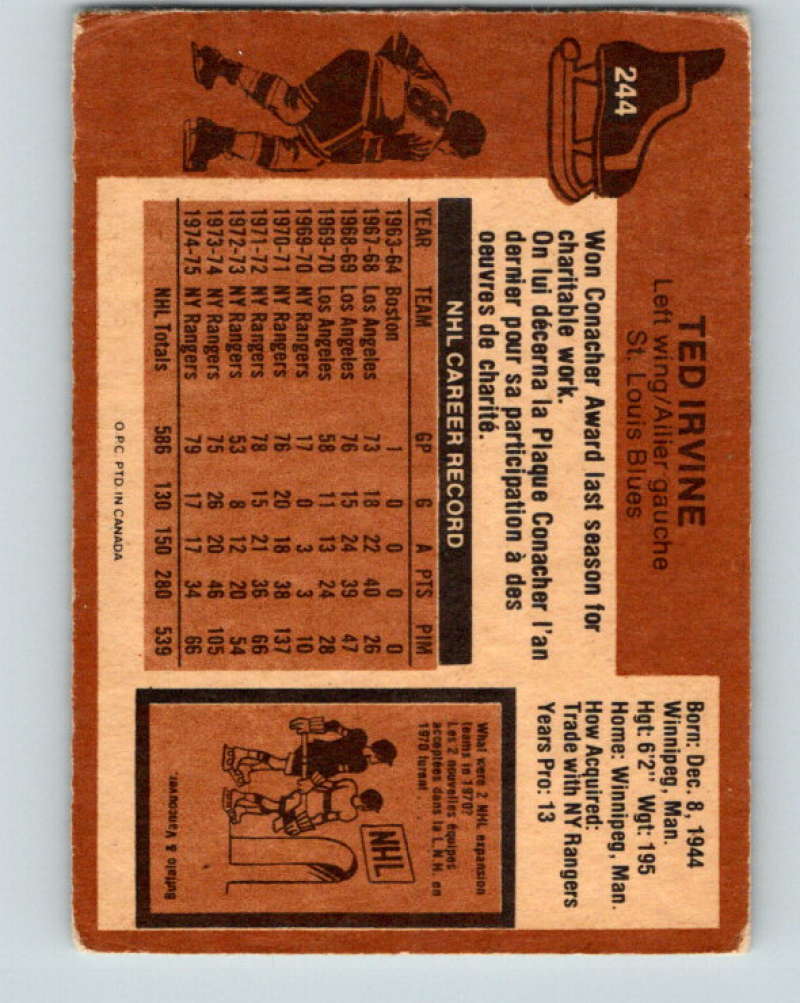 244
TED IRVINE
Left wing/Ailier gauche
St. Louis Blues
Born: Dec. 8, 1944
Winnipeg, Man.
Hgt: 6'2" Wgt: 195
Home: Winnipeg, Man.
How Acquired:
Trade with NY Rangers
Years Pro: 13
Won Conacher Award last season for
charitable work.
On lui décerna la Plaque Conacher l'an
dernier pour sa participation à des
oeuvres de charité.
NHL CAREER RECORD
YEAR TEAM GP G A PTS PIM
1963-64 Boston 1 0 0 0 0
1967-68 Los Angeles 73 18 22 40 26
1968-69 Los Angeles 76 15 24 39 47
1969-70 Los Angeles 58 11 13 24 28
1969-70 NY Rangers 17 0 3 3 10
1970-71 NY Rangers 76 20 18 38 137
1971-72 NY Rangers 78 15 21 36 66
1972-73 NY Rangers 53 8 12 20 54
1973-74 NY Rangers 75 26 20 46 105
1974-75 NY Rangers 79 17 17 34 66
NHL Totals 586 130 150 280 539
What were 2 NHL expansion
teams in 1970?
Les 2 nouvelles équipes
acceptées dans la L.N.H. en
1970 furent
NHL
Buffalo & Vancouver.
8
O.P.C. PTD. IN CANADA